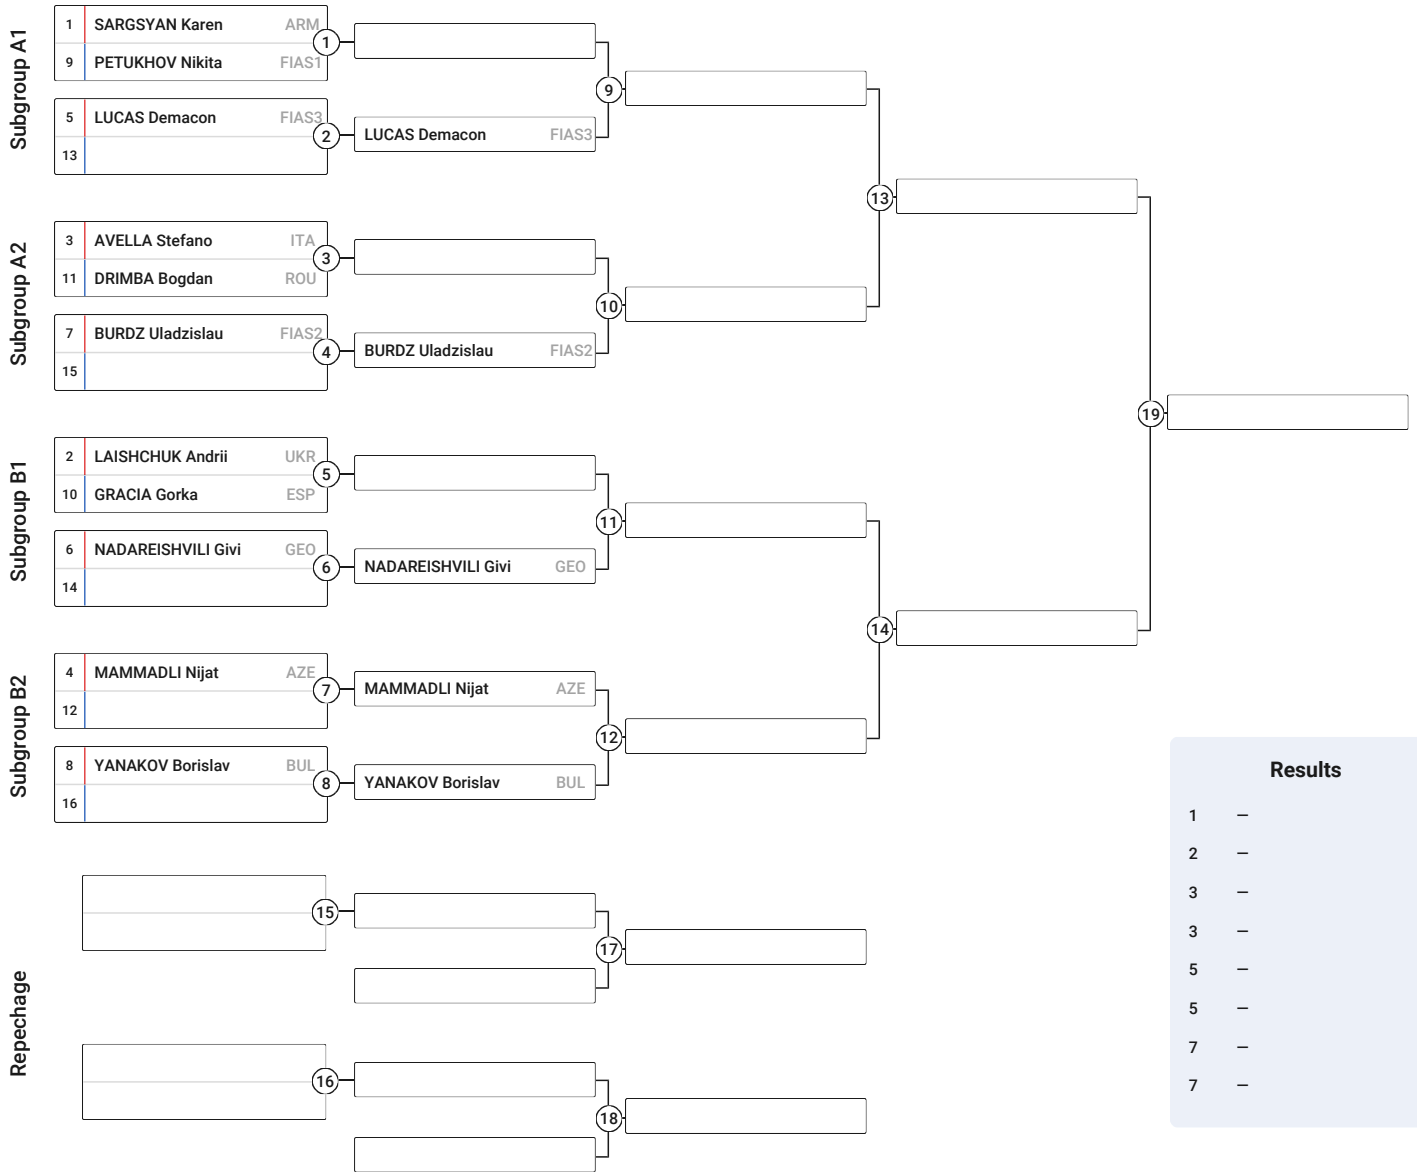 Subgroup A1
1 SARGSYAN Karen ARM
1
9 PETUKHOV Nikita FIAS1
9
5 LUCAS Demacon FIAS3
2
LUCAS Demacon FIAS3
13
13
Subgroup A2
3 AVELLA Stefano ITA
3
11 DRIMBA Bogdan ROU
10
7 BURDZ Uladzislau FIAS2
4
BURDZ Uladzislau FIAS2
15
19
Subgroup B1
2 LAISHCHUK Andrii UKR
5
10 GRACIA Gorka ESP
11
6 NADAREISHVILI Givi GEO
6
NADAREISHVILI Givi GEO
14
14
Subgroup B2
4 MAMMADLI Nijat AZE
7
MAMMADLI Nijat AZE
12
12
8 YANAKOV Borislav BUL
8
YANAKOV Borislav BUL
16
Repechage
15
17
16
18
Results
1 –
2 –
3 –
3 –
5 –
5 –
7 –
7 –